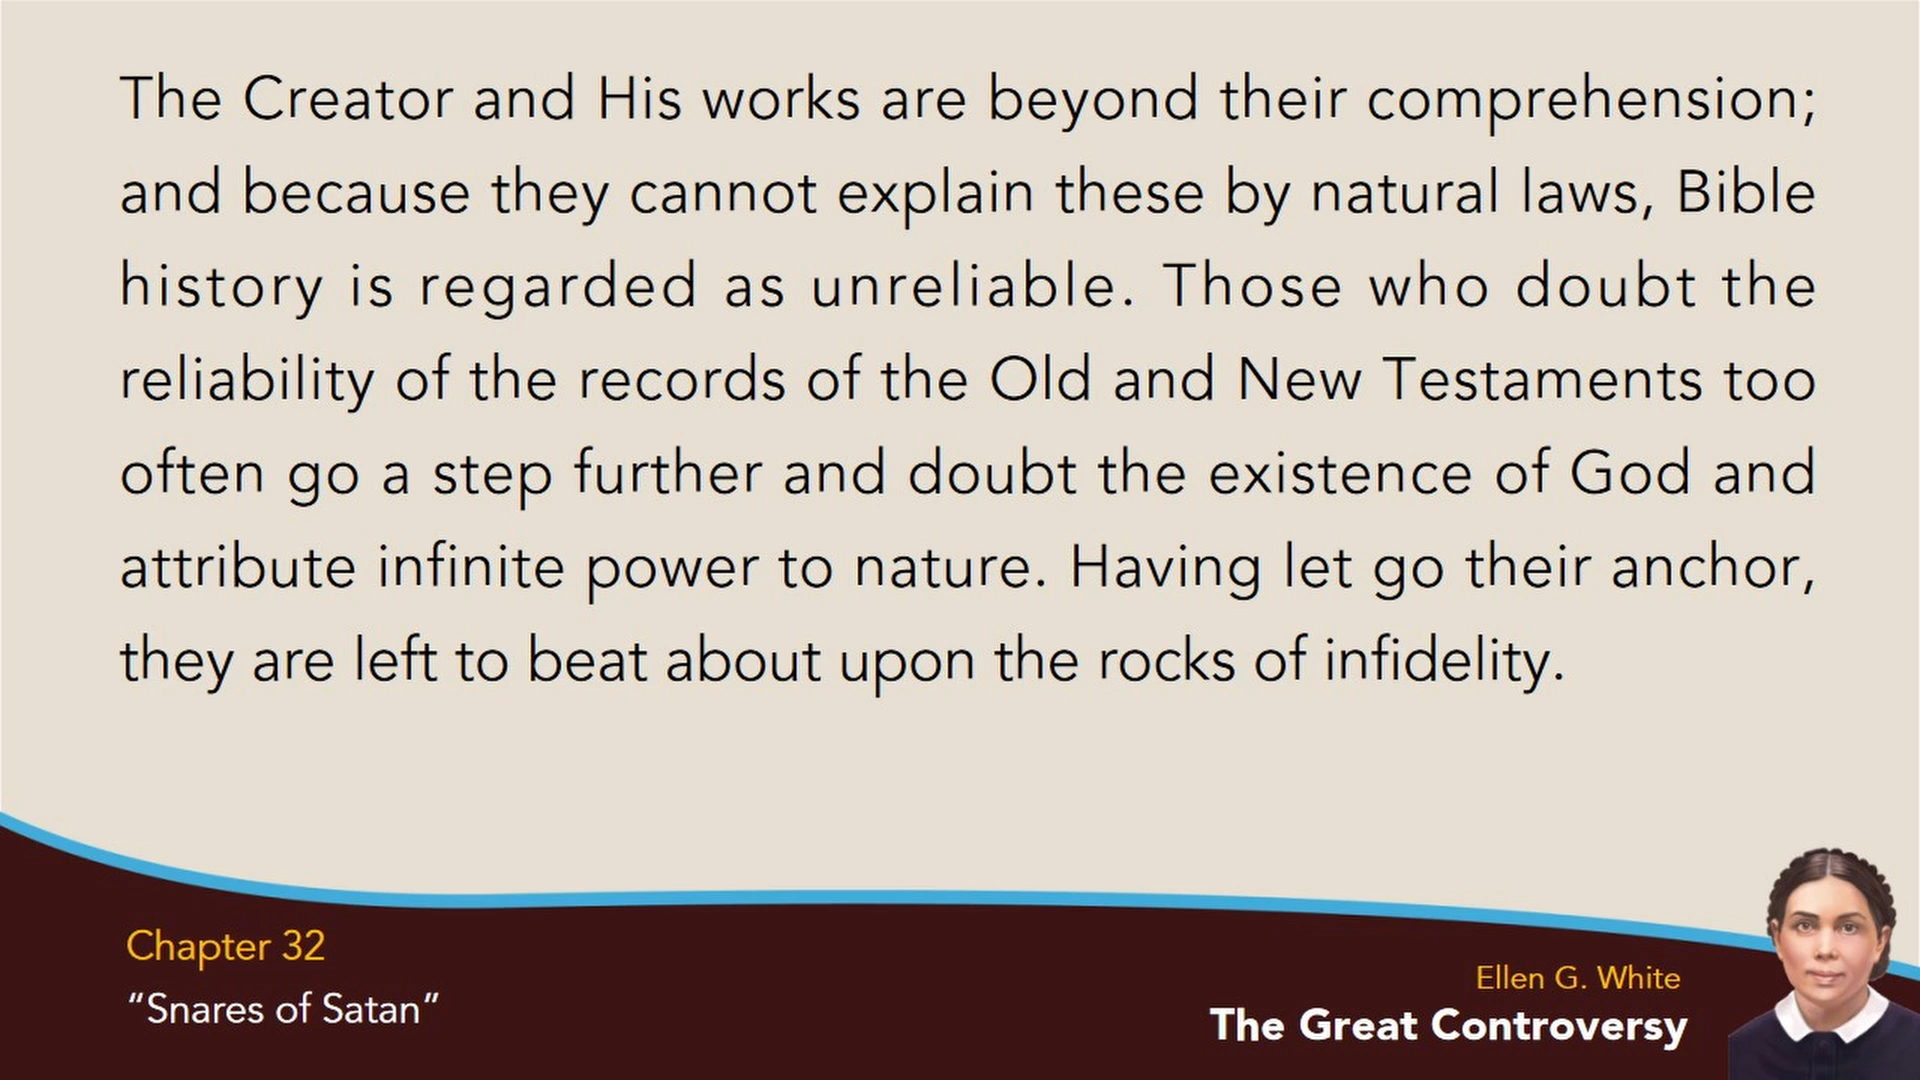 The Creator and His works are beyond their comprehension;
and because they cannot explain these by natural laws, Bible
history is regarded as unreliable. Those who doubt the
reliability of the records of the Old and New Testaments too
often go a step further and doubt the existence of God and
attribute infinite power to nature. Having let go their anchor,
they are left to beat about upon the rocks of infidelity.
Chapter 32
“Snares of Satan”
Ellen G. White
The Great Controversy